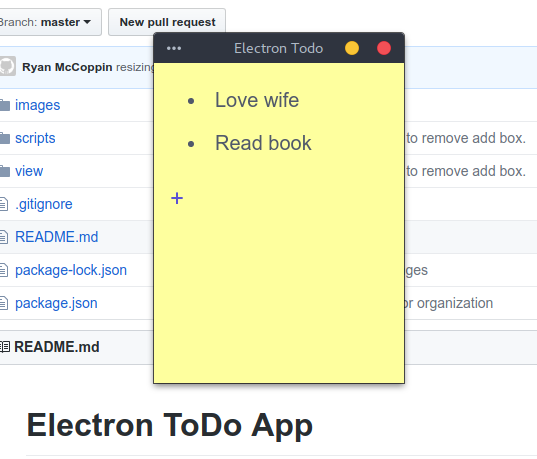 Branch: master
New pull request
Electron Todo
Ryan McCoppin resizing
Love wife
Read book
+
images
scripts
to remove add box.
view
to remove add box.
.gitignore
README.md
package-lock.json
ges
package.json
or organization
README.md
Electron ToDo App